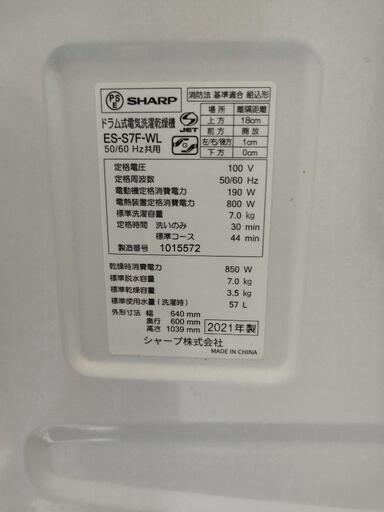 PS
E
SHARP
ドラム式電気洗濯乾燥機
ES-S7F-WL
50/60 Hz共用
S
JET
G
消防法 基準適合 組込形
場所 離隔距離
上方 18cm
前方 開放
左/右/後方 1cm
下方 0cm
定格電圧 100 V
定格周波数 50/60 Hz
電動機定格消費電力 190 W
電熱装置定格消費電力 800 W
標準洗濯容量 7.0 kg
定格時間 洗いのみ 30 min
標準コース 44 min
製造番号 1015572
乾燥時消費電力 850 W
標準脱水容量 7.0 kg
標準乾燥容量 3.5 kg
標準使用水量(洗濯時) 57 L
外形寸法 幅 640 mm
奥行 600 mm
高さ 1039 mm
2021年製
シャープ株式会社
MADE IN CHINA